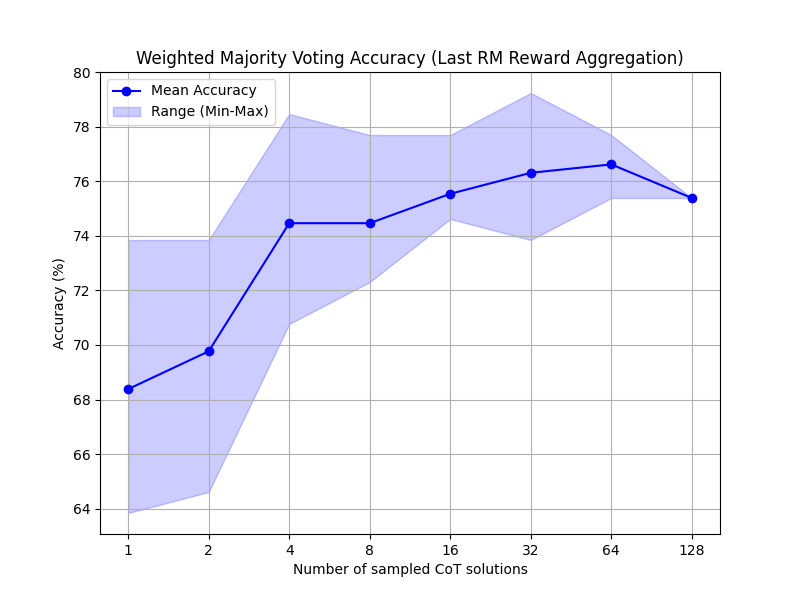 Weighted Majority Voting Accuracy (Last RM Reward Aggregation)
Mean Accuracy
Range (Min-Max)
Accuracy (%)
80
78
76
74
72
70
68
66
64
1 2 4 8 16 32 64 128
Number of sampled CoT solutions